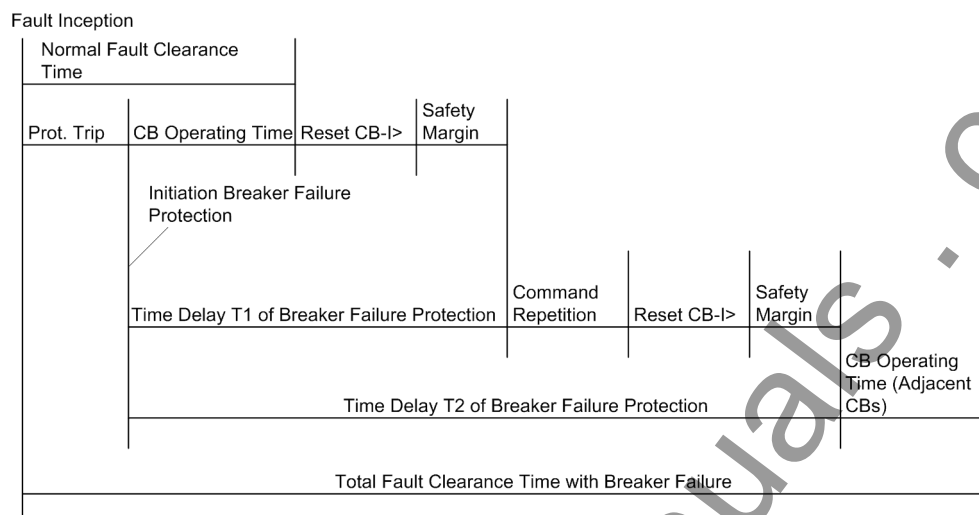 Fault Inception
Normal Fault Clearance
Time
Prot. Trip
CB Operating Time
Reset CB-I>
Safety
Margin
Initiation Breaker Failure
Protection
Time Delay T1 of Breaker Failure Protection
Command
Repetition
Reset CB-I>
Safety
Margin
CB Operating
Time (Adjacent
CBs)
Time Delay T2 of Breaker Failure Protection
Total Fault Clearance Time with Breaker Failure
uals . c